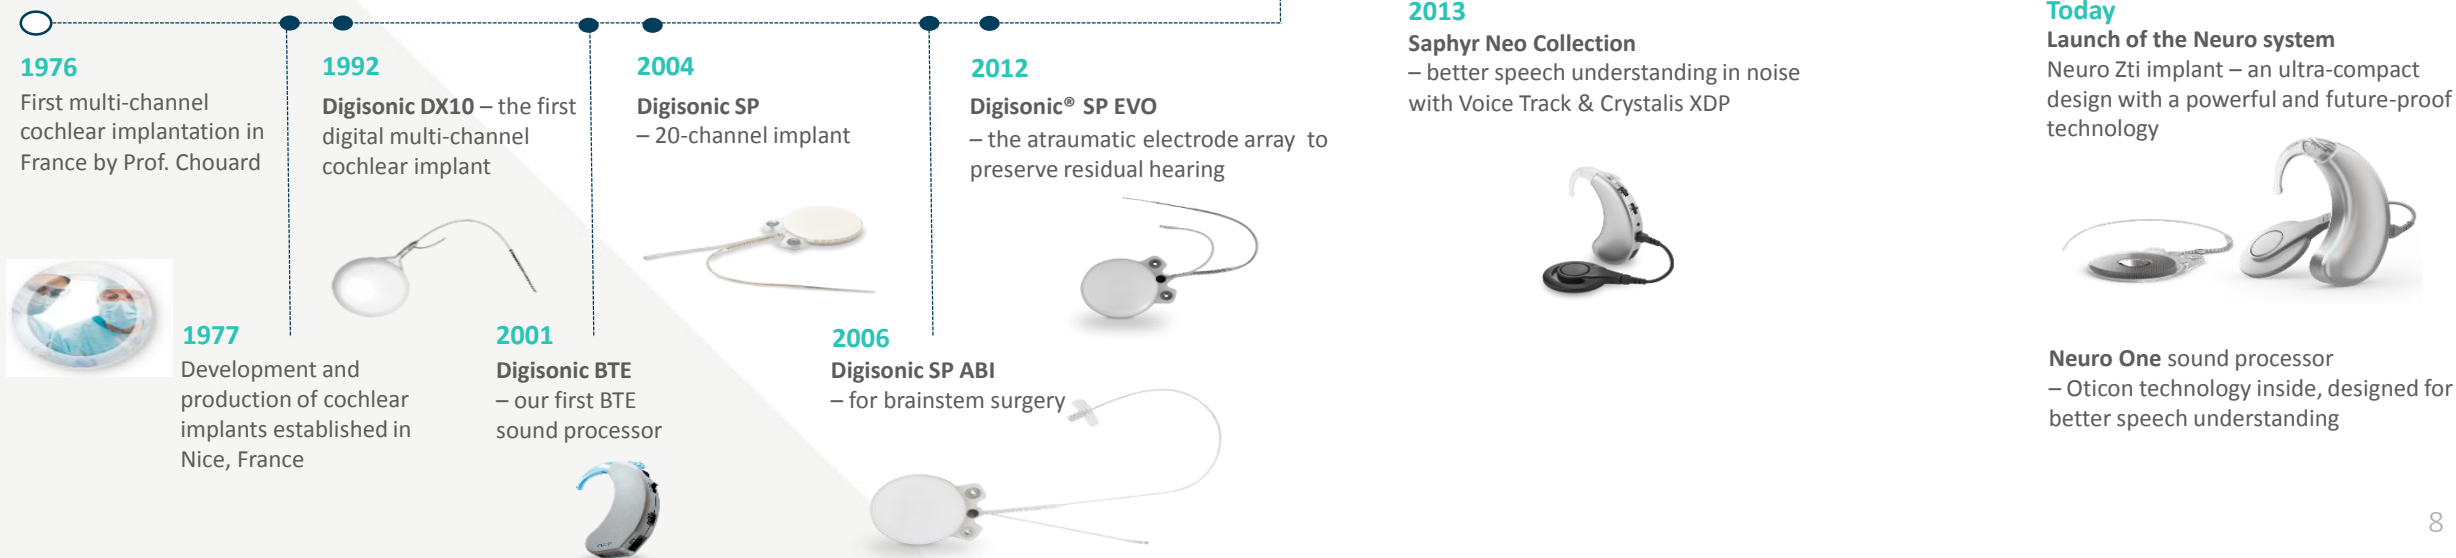 1976
First multi-channel
cochlear implantation in
France by Prof. Chouard
1977
Development and
production of cochlear
implants established in
Nice, France
1992
Digisonic DX10 – the first
digital multi-channel
cochlear implant
2001
Digisonic BTE
– our first BTE
sound processor
2004
Digisonic SP
– 20-channel implant
2006
Digisonic SP ABI
– for brainstem surgery
2012
Digisonic® SP EVO
– the atraumatic electrode array to
preserve residual hearing
2013
Saphyr Neo Collection
– better speech understanding in noise
with Voice Track & Crystalis XDP
Today
Launch of the Neuro system
Neuro Zti implant – an ultra-compact
design with a powerful and future-proof
technology
Neuro One sound processor
– Oticon technology inside, designed for
better speech understanding
8